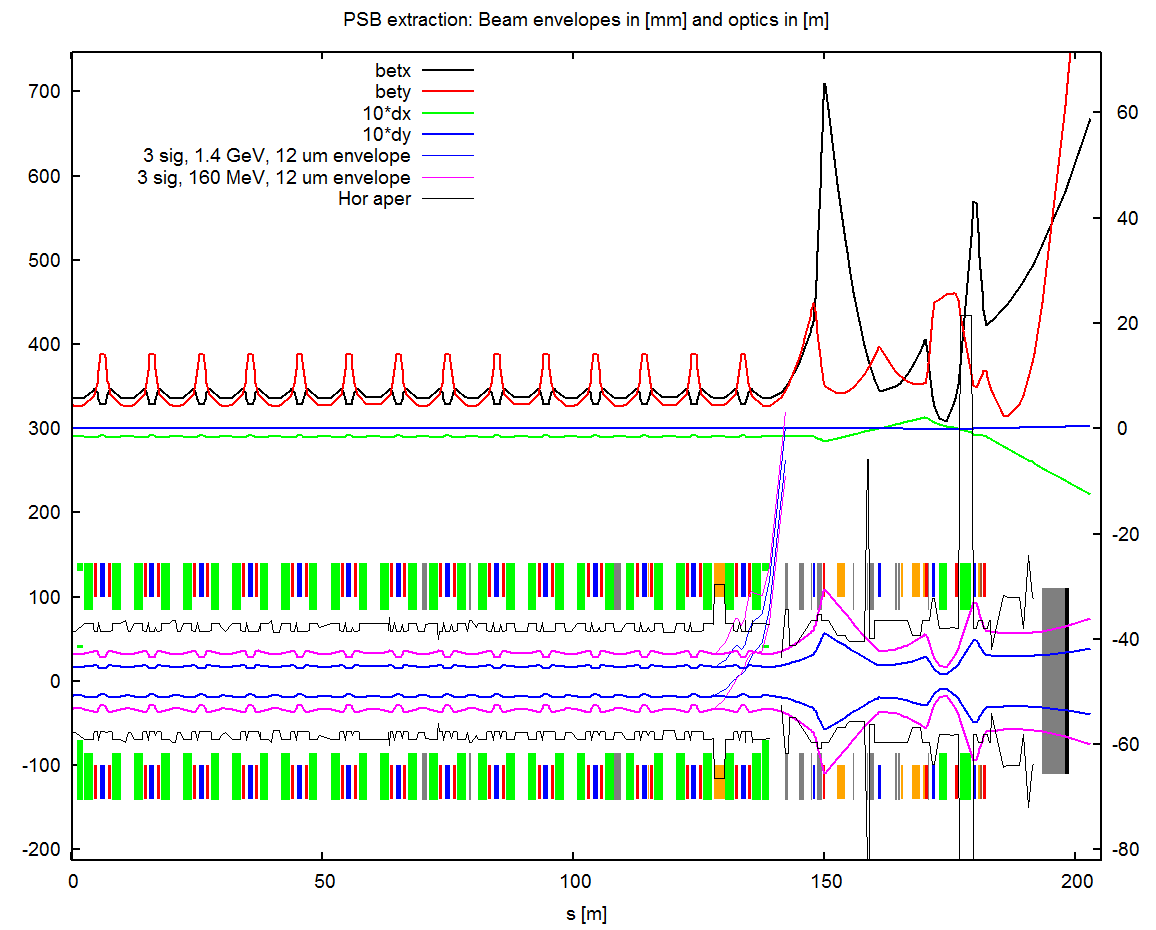 PSB extraction: Beam envelopes in [mm] and optics in [m]
betx
bety
10*dx
10*dy
3 sig, 1.4 GeV, 12 um envelope
3 sig, 160 MeV, 12 um envelope
Hor aper
700
600
500
400
300
200
100
0
-100
-200
60
40
20
0
-20
-40
-60
-80
0 50 100 150 200
s [m]